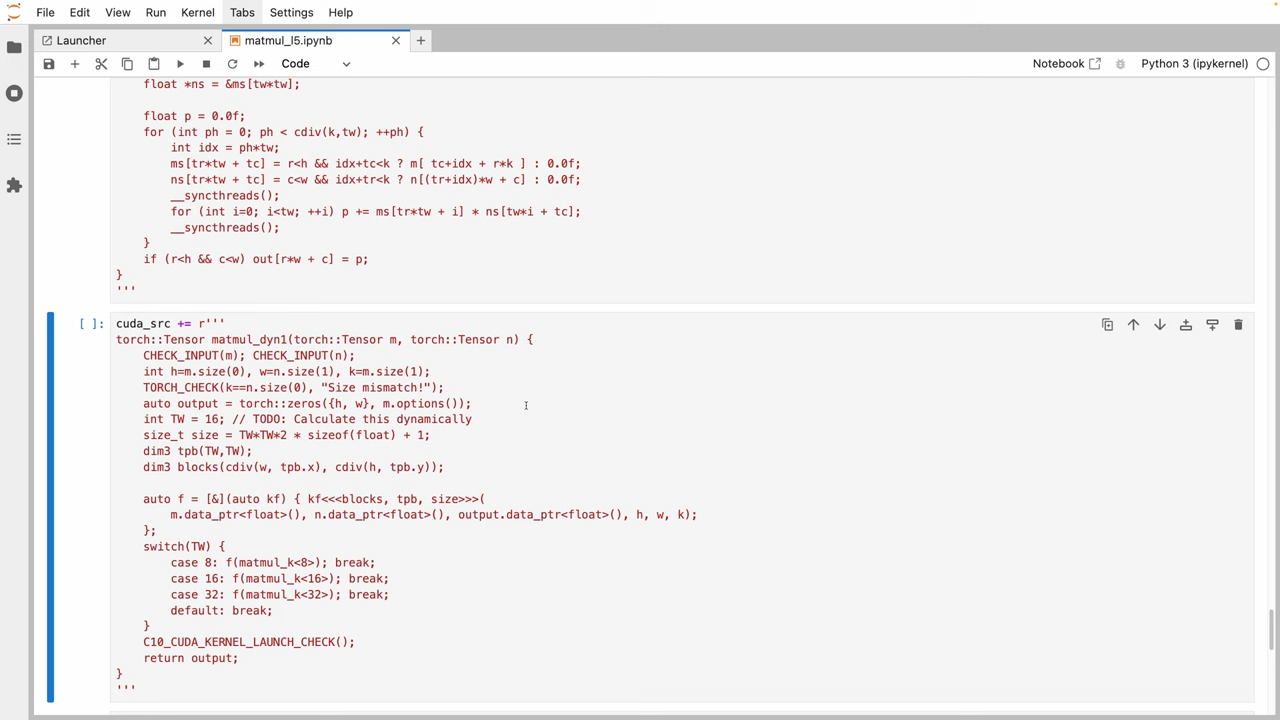 File Edit View Run Kernel Tabs Settings Help
Launcher matmul_l5.ipynb
Code Notebook Python 3 (ipykernel)
float *ns = &ms[tw*tw];
float p = 0.0f;
for (int ph = 0; ph < cdiv(k,tw); ++ph) {
int idx = ph*tw;
ms[tr*tw + tc] = r<h && idx+tc<k ? m[ tc+idx + r*k ] : 0.0f;
ns[tr*tw + tc] = c<w && idx+tr<k ? n[(tr+idx)*w + c] : 0.0f;
__syncthreads();
for (int i=0; i<tw; ++i) p += ms[tr*tw + i] * ns[tw*i + tc];
__syncthreads();
}
if (r<h && c<w) out[r*w + c] = p;
}
'''
[ ]: cuda_src += r'''
torch::Tensor matmul_dyn1(torch::Tensor m, torch::Tensor n) {
CHECK_INPUT(m); CHECK_INPUT(n);
int h=m.size(0), w=n.size(1), k=m.size(1);
TORCH_CHECK(k==n.size(0), "Size mismatch!");
auto output = torch::zeros({h, w}, m.options());
int TW = 16; // TODO: Calculate this dynamically
size_t size = TW*TW*2 * sizeof(float) + 1;
dim3 tpb(TW,TW);
dim3 blocks(cdiv(w, tpb.x), cdiv(h, tpb.y));
auto f = [&](auto kf) { kf<<<blocks, tpb, size>>>(
m.data_ptr<float>(), n.data_ptr<float>(), output.data_ptr<float>(), h, w, k);
};
switch(TW) {
case 8: f(matmul_k<8>); break;
case 16: f(matmul_k<16>); break;
case 32: f(matmul_k<32>); break;
default: break;
}
C10_CUDA_KERNEL_LAUNCH_CHECK();
return output;
}
'''